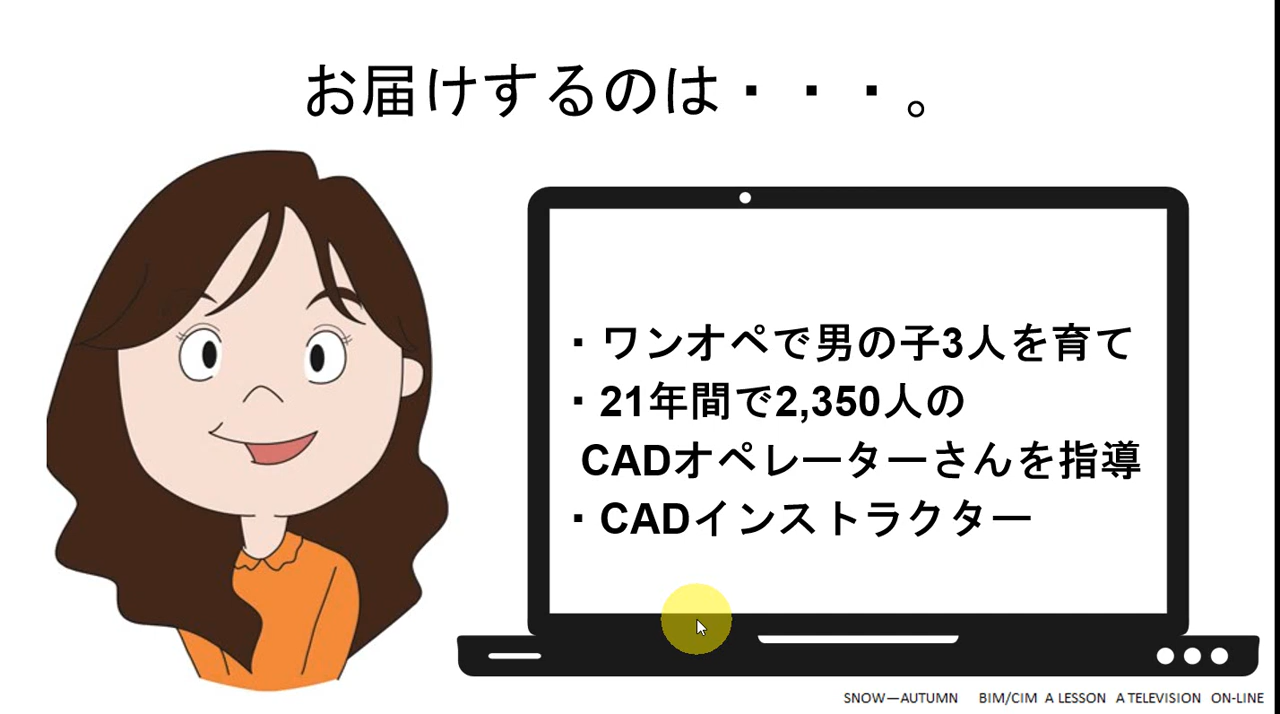 お届けするのは・・・。
・ワンオペで男の子3人を育て
・21年間で2,350人の
CADオペレーターさんを指導
・CADインストラクター
SNOW—AUTUMN BIM/CIM A LESSON A TELEVISION ON-LINE